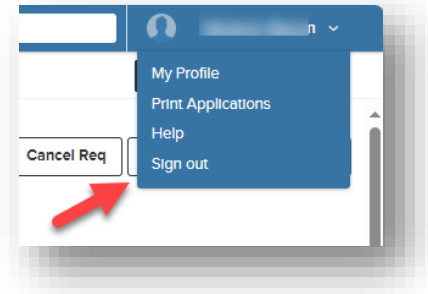 n
My Profile
Print Applications
Help
Sign out
Cancel Req